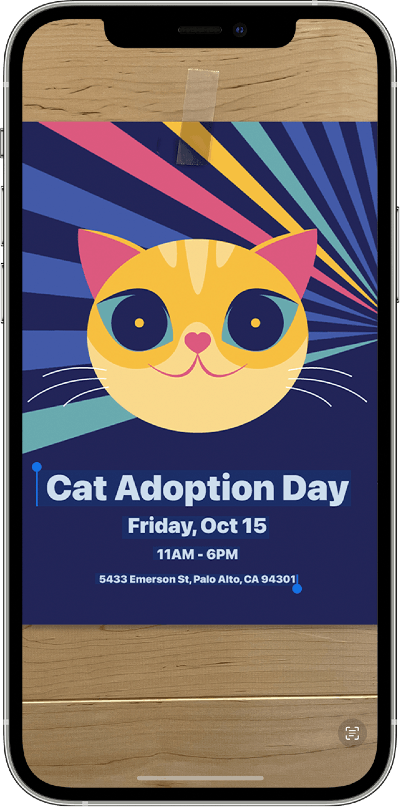 Cat Adoption Day
Friday, Oct 15
11AM - 6PM
5433 Emerson St, Palo Alto, CA 94301